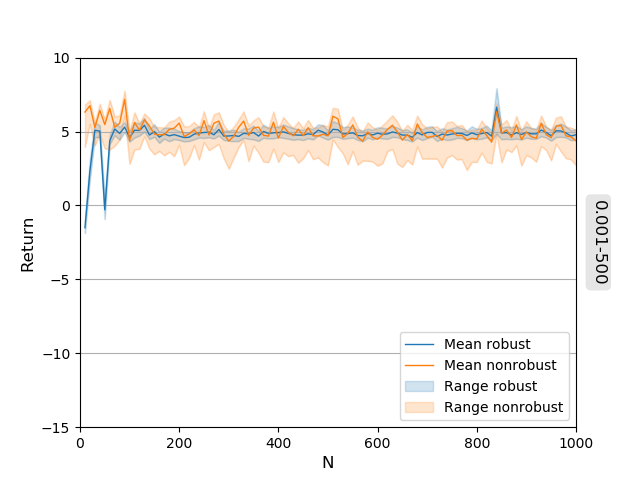 10
5
0
−5
−10
−15
Return
0
200
400
600
800
1000
N
0.001-500
Mean robust
Mean nonrobust
Range robust
Range nonrobust